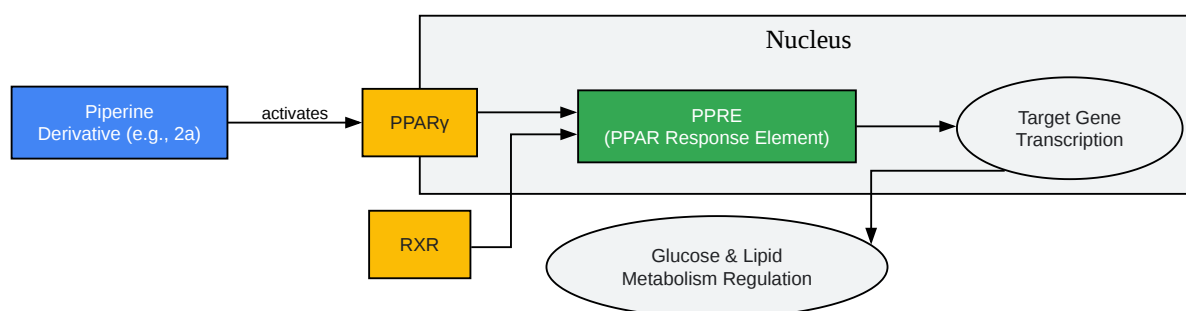 Nucleus
Piperine
Derivative (e.g., 2a)
activates
PPARγ
PPRE
(PPAR Response Element)
Target Gene
Transcription
RXR
Glucose & Lipid
Metabolism Regulation